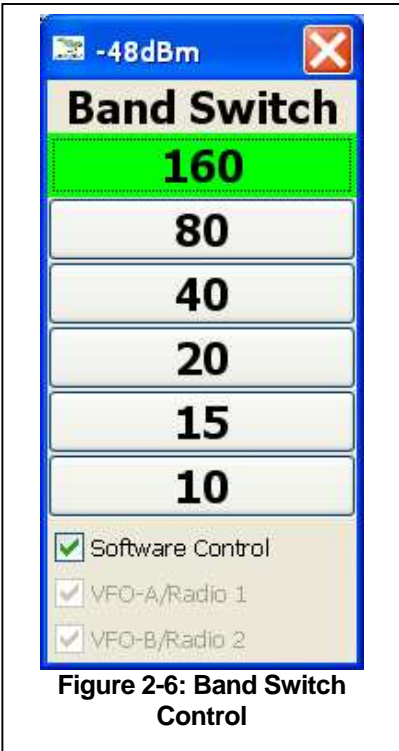 -48dBm
Band Switch
160
80
40
20
15
10
Software Control
VFO-A/Radio 1
VFO-B/Radio 2
Figure 2-6: Band Switch
Control